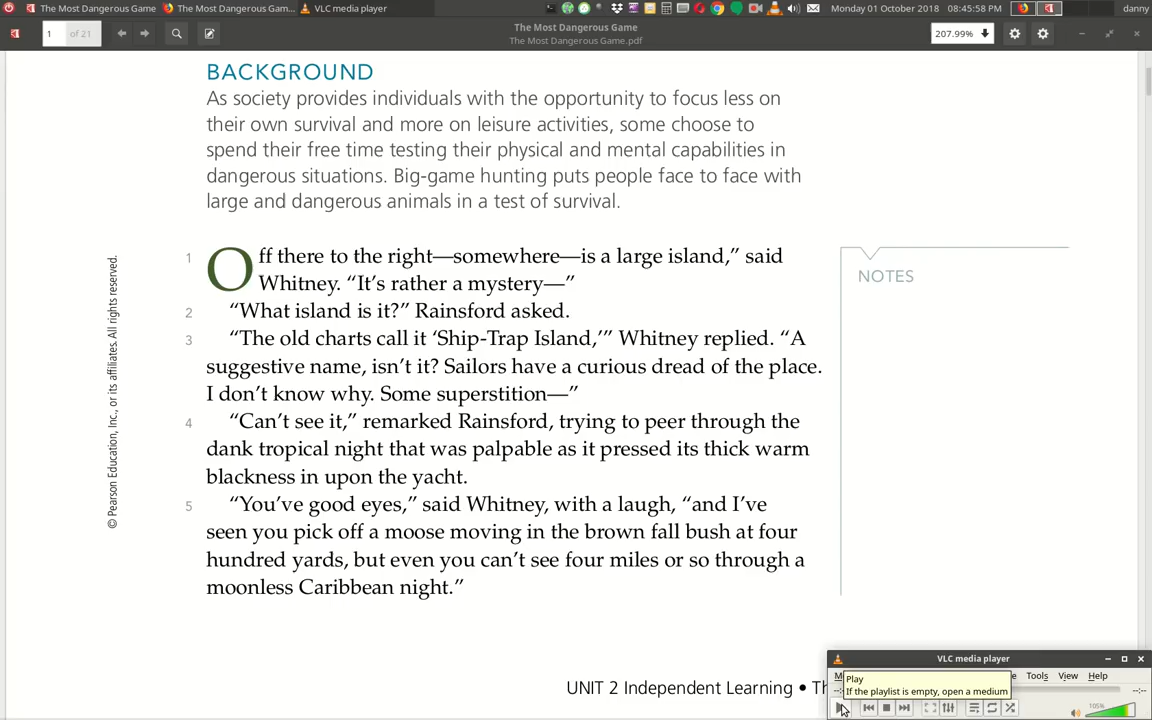 The Most Dangerous Game
The Most Dangerous Gam...
VLC media player
Monday 01 October 2018
08:45:58 PM
danny
1
of 21
The Most Dangerous Game
The Most Dangerous Game.pdf
207.99%
BACKGROUND
As society provides individuals with the opportunity to focus less on
their own survival and more on leisure activities, some choose to
spend their free time testing their physical and mental capabilities in
dangerous situations. Big-game hunting puts people face to face with
large and dangerous animals in a test of survival.
1 Off there to the right—somewhere—is a large island,” said
Whitney. “It’s rather a mystery—”
2 “What island is it?” Rainsford asked.
3 “The old charts call it ‘Ship-Trap Island,’” Whitney replied. “A
suggestive name, isn’t it? Sailors have a curious dread of the place.
I don’t know why. Some superstition—”
4 “Can’t see it,” remarked Rainsford, trying to peer through the
dank tropical night that was palpable as it pressed its thick warm
blackness in upon the yacht.
5 “You’ve good eyes,” said Whitney, with a laugh, “and I’ve
seen you pick off a moose moving in the brown fall bush at four
hundred yards, but even you can’t see four miles or so through a
moonless Caribbean night.”
NOTES
© Pearson Education, Inc., or its affiliates. All rights reserved.
UNIT 2 Independent Learning • Th
VLC media player
M
e Tools View Help
Play
If the playlist is empty, open a medium
--:--
105%